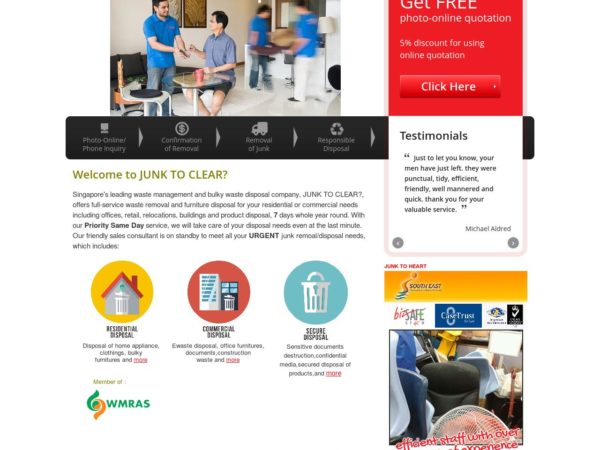 Get FREE
photo-online quotation
5% discount for using
online quotation
Click Here
Photo-Online/
Phone Inquiry
Confirmation
of Removal
Removal
of Junk
Responsible
Disposal
Testimonials
“ Just to let you know, your
men have just left. they were
punctual, tidy, efficient,
friendly, well mannered and
quick. thank you for your
valuable service. ”
Michael Aldred
Welcome to JUNK TO CLEAR?
Singapore's leading waste management and bulky waste disposal company, JUNK TO CLEAR?,
offers full-service waste removal and furniture disposal for your residential or commercial needs
including offices, retail, relocations, buildings and product disposal, 7 days whole year round. With
our Priority Same Day service, we will take care of your disposal needs even at the last minute.
Our friendly sales consultant is on standby to meet all your URGENT junk remoal/disposal needs,
which includes:
RESIDENTIAL
DISPOSAL
Disposal of home appliance,
clothings, bulky
furnitures and more
COMMERCIAL
DISPOSAL
Ewaste disposal, office furnitures,
documents,construction
waste and more
SECURE
DISPOSAL
Sensitive documents
destruction,confidential
media,secured disposal of
products,and more
Member of :
WMRAS
JUNK TO HEART
SOUTH EAST
bizSAFE
CaseTrust
efficient staff with over
of experience